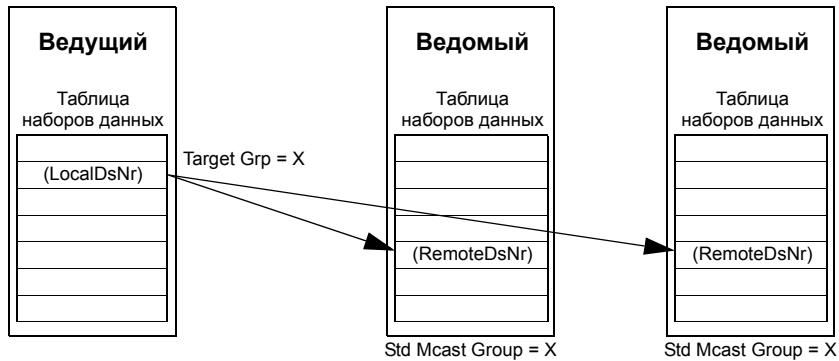 Ведущий
Таблица
наборов данных
(LocalDsNr)
Target Grp = X
Ведомый
Таблица
наборов данных
(RemoteDsNr)
Std Mcast Group = X
Ведомый
Таблица
наборов данных
(RemoteDsNr)
Std Mcast Group = X